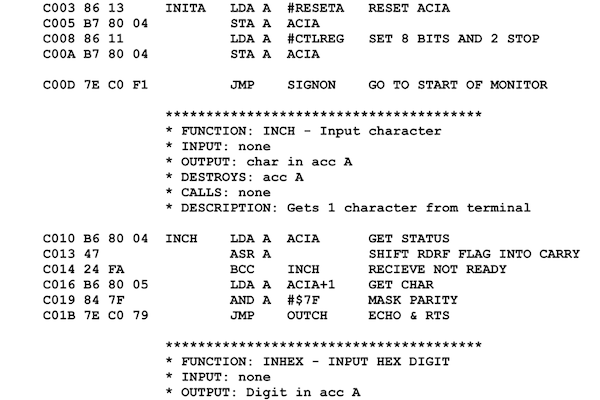 C003 86 13 INITA LDA A #RESETA RESET ACIA
C005 B7 80 04 STA A ACIA
C008 86 11 LDA A #CTLREG SET 8 BITS AND 2 STOP
C00A B7 80 04 STA A ACIA
C00D 7E C0 F1 JMP SIGNON GO TO START OF MONITOR
***************************************
* FUNCTION: INCH - Input character
* INPUT: none
* OUTPUT: char in acc A
* DESTROYS: acc A
* CALLS: none
* DESCRIPTION: Gets 1 character from terminal
C010 B6 80 04 INCH LDA A ACIA GET STATUS
C013 47 ASR A SHIFT RDRF FLAG INTO CARRY
C014 24 FA BCC INCH RECIEVE NOT READY
C016 B6 80 05 LDA A ACIA+1 GET CHAR
C019 84 7F AND A #$7F MASK PARITY
C01B 7E C0 79 JMP OUTCH ECHO & RTS
***************************************
* FUNCTION: INHEX - INPUT HEX DIGIT
* INPUT: none
* OUTPUT: Digit in acc A